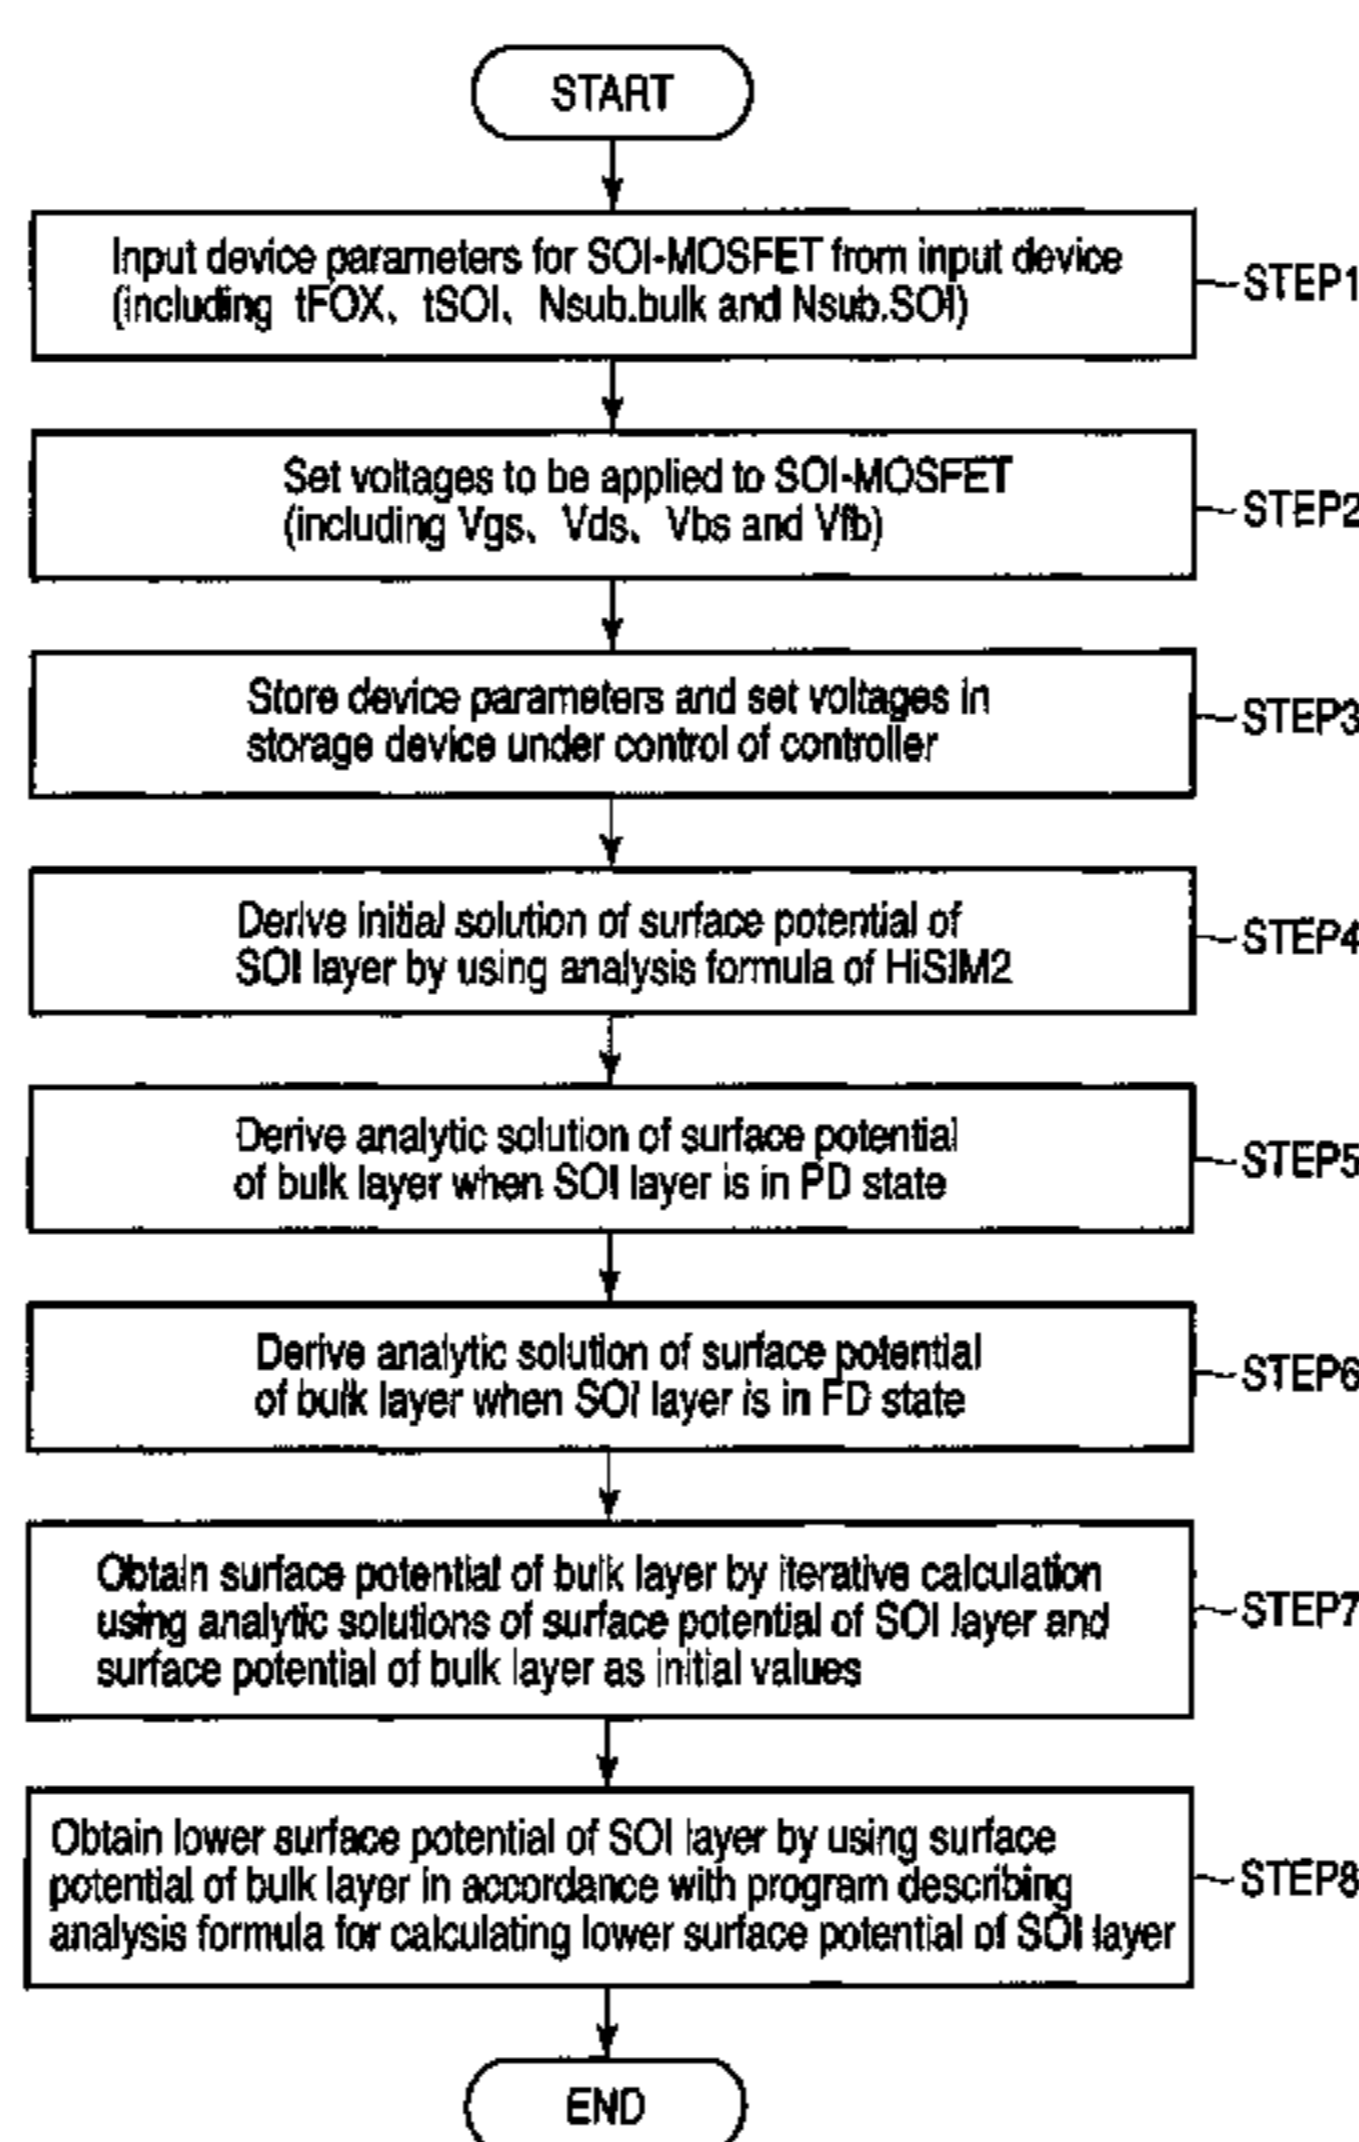 START
Input device parameters for SOI-MOSFET from input device
(including tFOX、tSOI、Nsub.bulk and Nsub.SOI)
STEP1
Set voltages to be applied to SOI-MOSFET
(including Vgs、Vds、Vbs and Vfb)
STEP2
Store device parameters and set voltages in
storage device under control of controller
STEP3
Derive initial solution of surface potential of
SOI layer by using analysis formula of HiSIM2
STEP4
Derive analytic solution of surface potential
of bulk layer when SOI layer is in PD state
STEP5
Derive analytic solution of surface potential
of bulk layer when SOI layer is in FD state
STEP6
Obtain surface potential of bulk layer by iterative calculation
using analytic solutions of surface potential of SOI layer and
surface potential of bulk layer as initial values
STEP7
Obtain lower surface potential of SOI layer by using surface
potential of bulk layer in accordance with program describing
analysis formula for calculating lower surface potential of SOI layer
STEP8
END